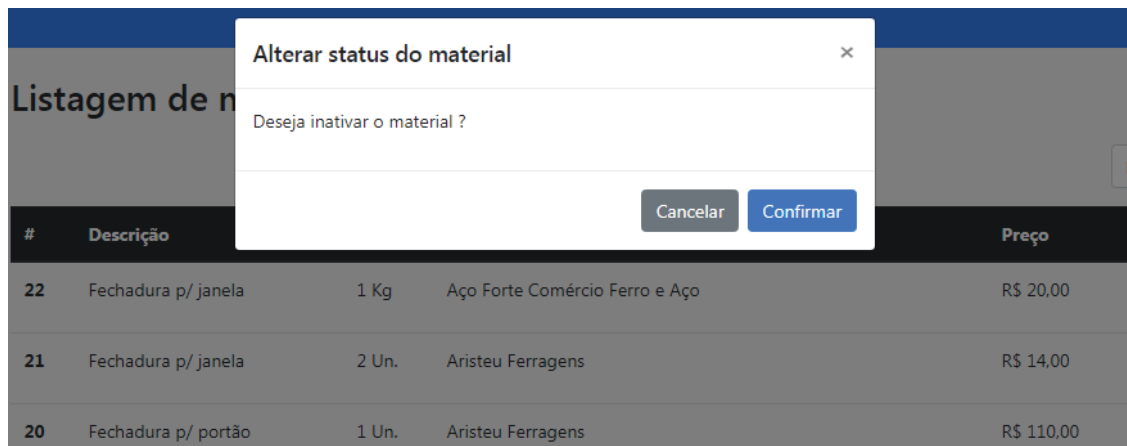 Alterar status do material ×
Listagem de m
Deseja inativar o material ?
Cancelar Confirmar
# Descrição Preço
22 Fechadura p/ janela 1 Kg Aço Forte Comércio Ferro e Aço R$ 20,00
21 Fechadura p/ janela 2 Un. Aristeu Ferragens R$ 14,00
20 Fechadura p/ portão 1 Un. Aristeu Ferragens R$ 110,00